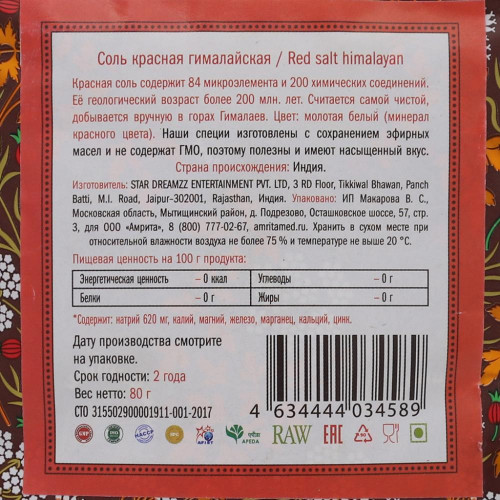 Соль красная гималайская / Red salt himalayan
Красная соль содержит 84 микроэлемента и 200 химических соединений.
Её геологический возраст более 200 млн. лет. Считается самой чистой,
добывается вручную в горах Гималаев. Цвет: молотая белый (минерал
красного цвета). Наши специи изготовлены с сохранением эфирных
масел и не содержат ГМО, поэтому полезны и имеют насыщенный вкус.
Страна происхождения: Индия.
Изготовитель: STAR DREAMZZ ENTERTAINMENT PVT. LTD, 3 RD Floor, Tikkiwal Bhawan, Panch
Batti, M.I. Road, Jaipur-302001, Rajasthan, Индия. Упаковано: ИП Макарова В. С.,
Московская область, Мытищинский район, д. Подрезово, Осташковское шоссе, 57, стр.
3, для ООО «Амрита», 8 (800) 777-02-67, amritamed.ru. Хранить в сухом месте при
относительной влажности воздуха не более 75 % и температуре не выше 20 °С.
Пищевая ценность на 100 г продукта:
Энергетическая ценность – 0 ккал Углеводы – 0 г
Белки – 0 г Жиры – 0 г
*Содержит: натрий 620 мг, калий, магний, железо, марганец, кальций, цинк.
Дату производства смотрите
на упаковке.
Срок годности: 2 года
Вес нетто: 80 г
СТО 3155029000019​11-001-2017
4 634444 034589
GMP ISO HACCP APEDA RAW EAC